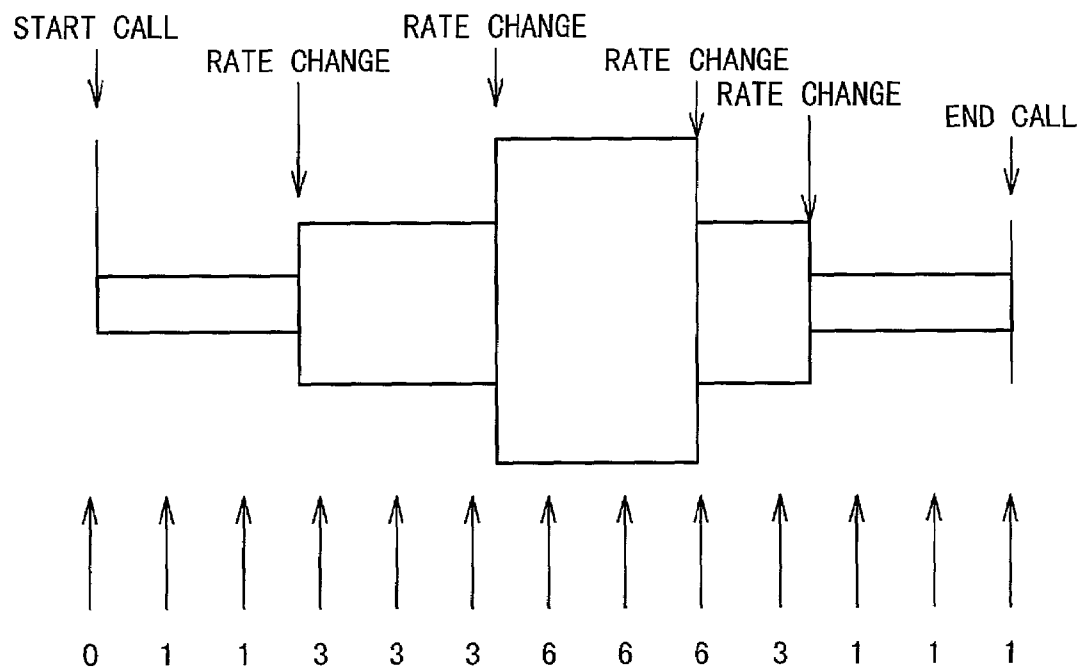 START CALL
RATE CHANGE
RATE CHANGE
RATE CHANGE
RATE CHANGE
END CALL
0 1 1 3 3 3 6 6 6 3 1 1 1